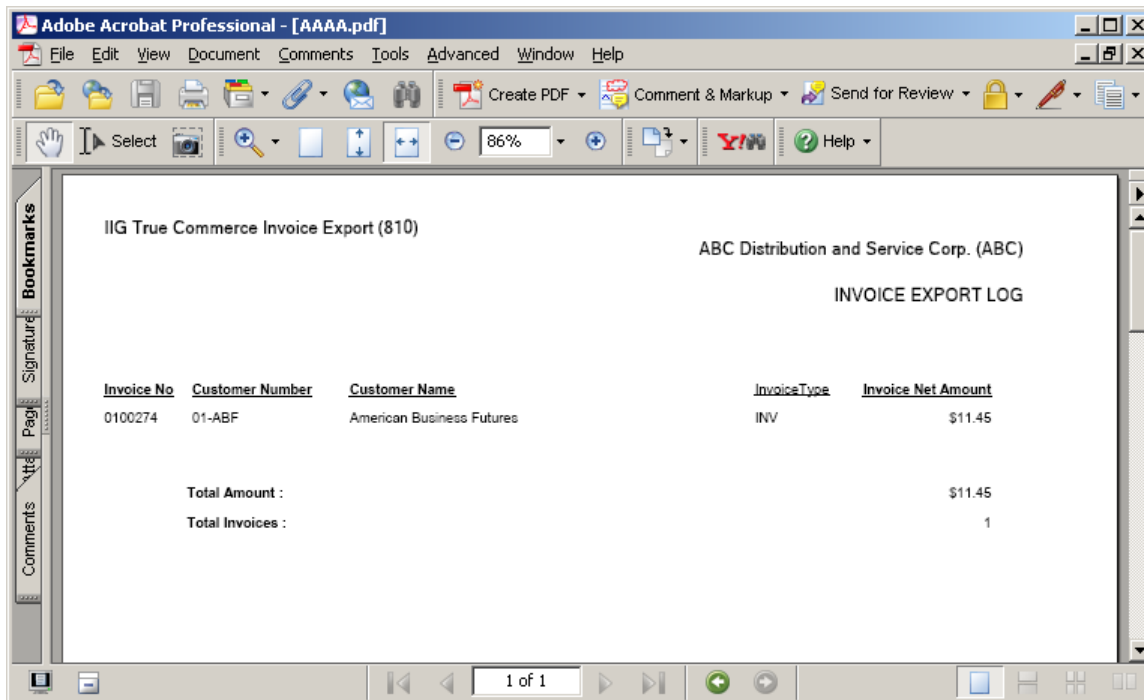 Adobe Acrobat Professional - [AAAA.pdf]
File Edit View Document Comments Tools Advanced Window Help
Create PDF Comment & Markup Send for Review
Select 86% Y! Help
Bookmarks
Signature
Comments
IIG True Commerce Invoice Export (810)
ABC Distribution and Service Corp. (ABC)
INVOICE EXPORT LOG
Invoice No Customer Number Customer Name InvoiceType Invoice Net Amount
0100274 01-ABF American Business Futures INV $11.45
Total Amount : $11.45
Total Invoices : 1
1 of 1